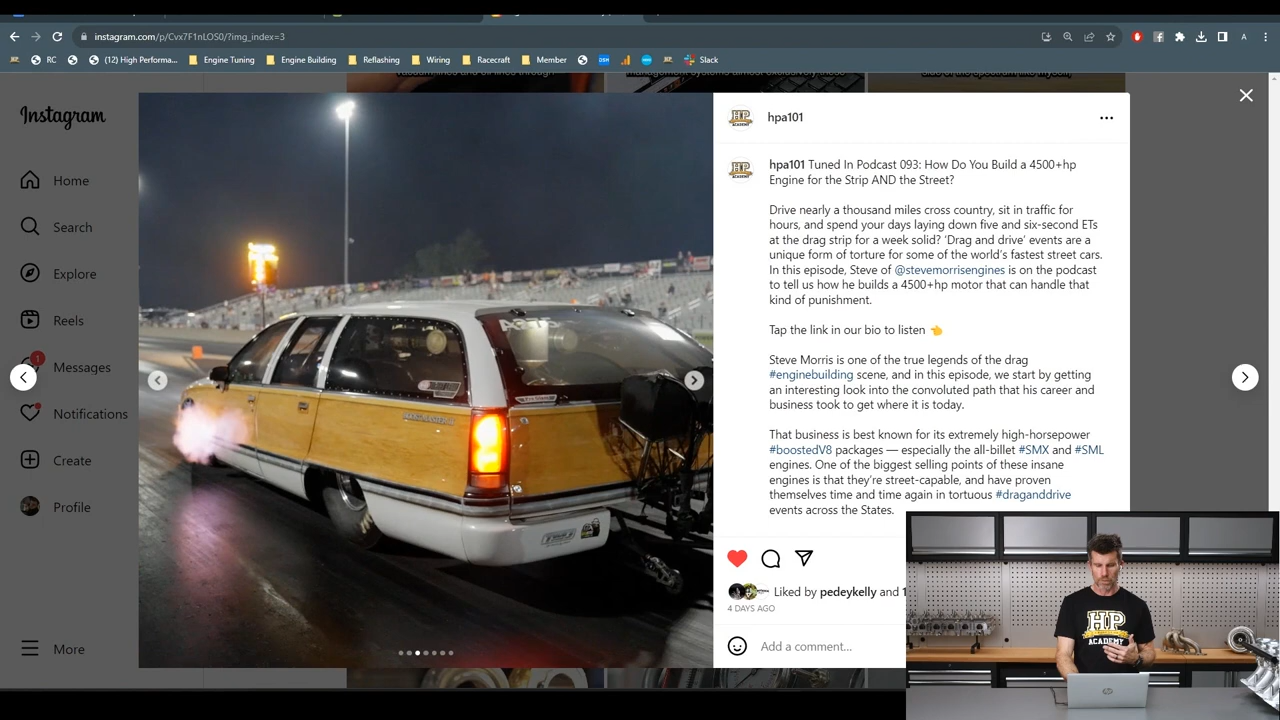 instagram.com/p/Cvx7F1nLOS0/?img_index=3
A
RC
(12) High Performa...
Engine Tuning
Engine Building
Reflashing
Wiring
Racecraft
Member
DSH
Slack
Instagram
Home
Search
Explore
Reels
1
Messages
Notifications
Create
Profile
More
HP
ACADEMY
hpa101
HP
ACADEMY
hpa101 Tuned In Podcast 093: How Do You Build a 4500+hp
Engine for the Strip AND the Street?
Drive nearly a thousand miles cross country, sit in traffic for
hours, and spend your days laying down five and six-second ETs
at the drag strip for a week solid? 'Drag and drive' events are a
unique form of torture for some of the world's fastest street cars.
In this episode, Steve of @stevemorrisengines is on the podcast
to tell us how he builds a 4500+hp motor that can handle that
kind of punishment.
Tap the link in our bio to listen 👈
Steve Morris is one of the true legends of the drag
#enginebuilding scene, and in this episode, we start by getting
an interesting look into the convoluted path that his career and
business took to get where it is today.
That business is best known for its extremely high-horsepower
#boostedV8 packages — especially the all-billet #SMX and #SML
engines. One of the biggest selling points of these insane
engines is that they're street-capable, and have proven
themselves time and time again in tortuous #draganddrive
events across the States.
Liked by pedeykelly and 1
4 DAYS AGO
Add a comment...
HP
ACADEMY
hp